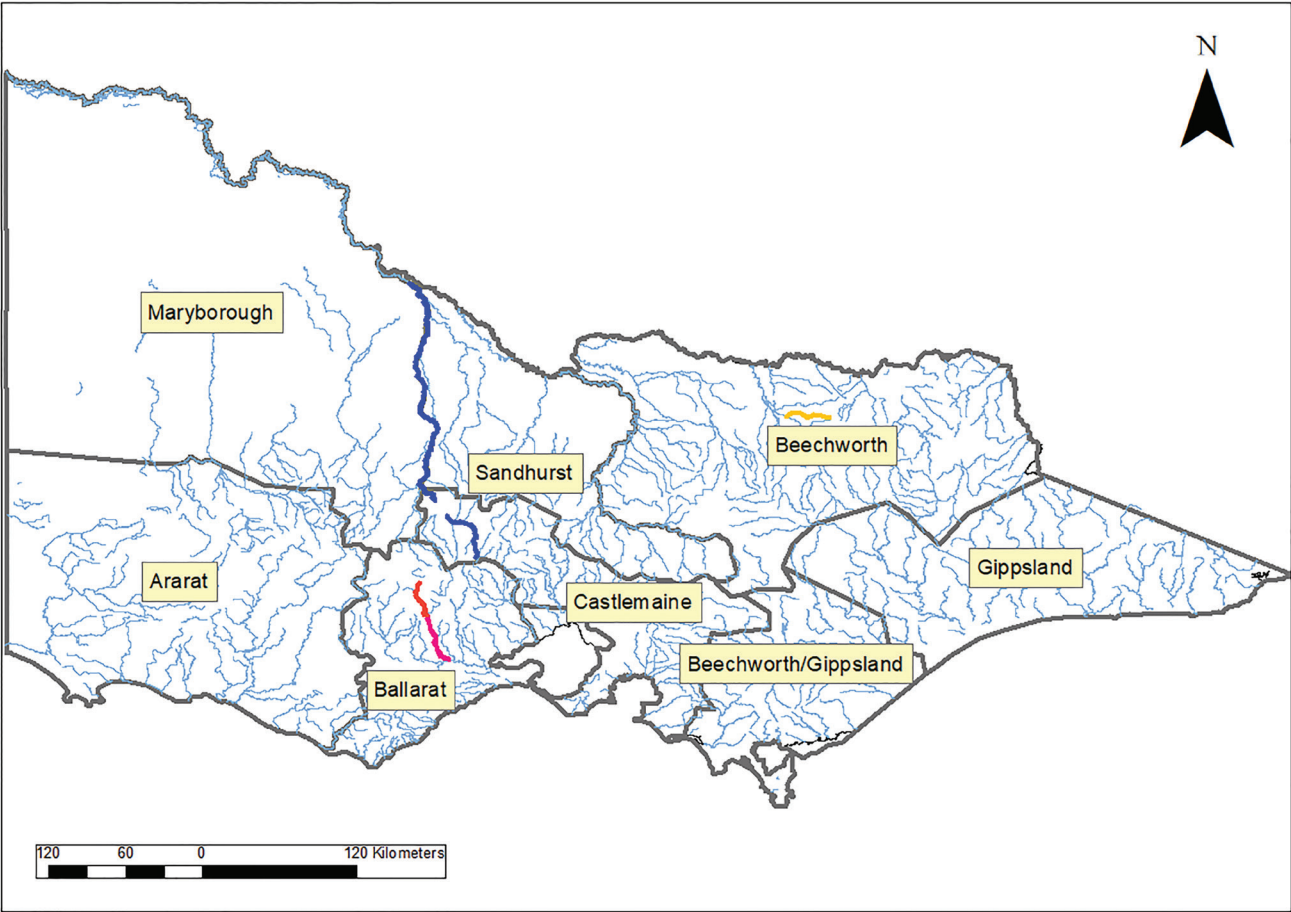 N
Maryborough
Sandhurst
Beechworth
Ararat
Gippsland
Castlemaine
Beechworth/Gippsland
Ballarat
120 60 0 120 Kilometers